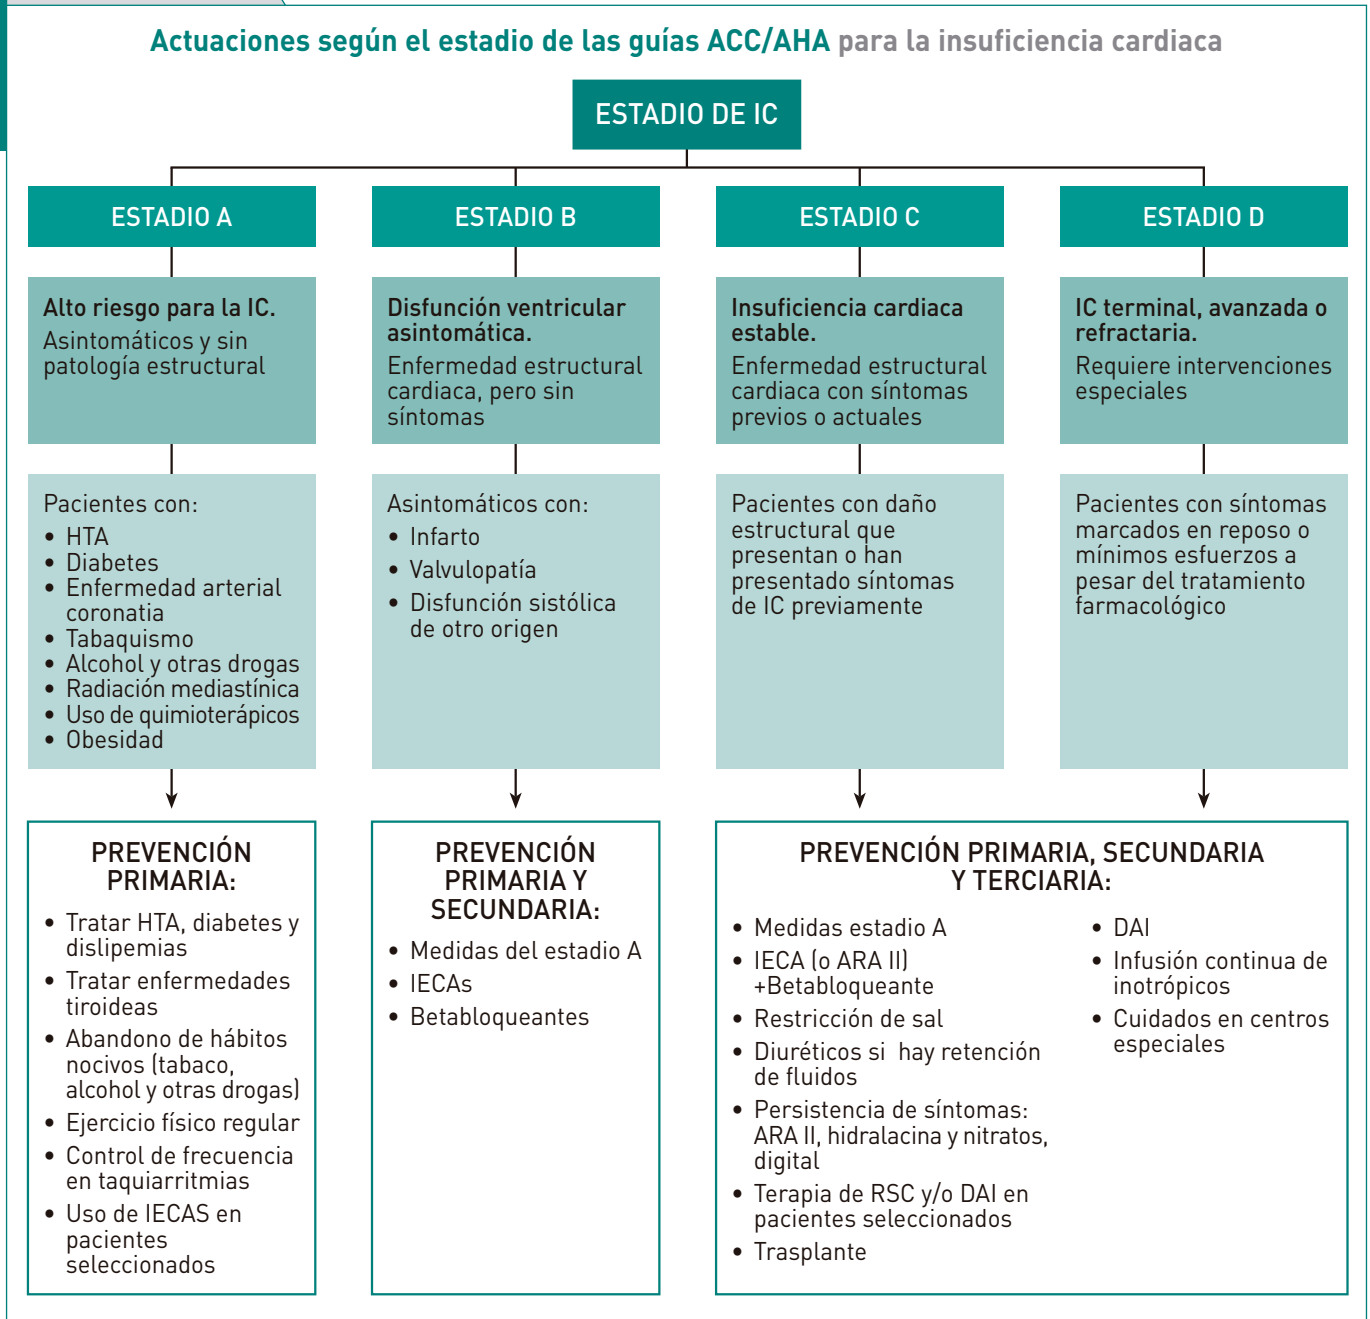 Actuaciones según el estadio de las guías ACC/AHA para la insuficiencia cardiaca
ESTADIO DE IC
ESTADIO A
Alto riesgo para la IC.
Asintomáticos y sin
patología estructural
Pacientes con:
• HTA
• Diabetes
• Enfermedad arterial
coronatia
• Tabaquismo
• Alcohol y otras drogas
• Radiación mediastínica
• Uso de quimioterápicos
• Obesidad
PREVENCIÓN
PRIMARIA:
• Tratar HTA, diabetes y
dislipemias
• Tratar enfermedades
tiroideas
• Abandono de hábitos
nocivos (tabaco,
alcohol y otras drogas)
• Ejercicio físico regular
• Control de frecuencia
en taquiarritmias
• Uso de IECAS en
pacientes
seleccionados
ESTADIO B
Disfunción ventricular
asintomática.
Enfermedad estructural
cardiaca, pero sin
síntomas
Asintomáticos con:
• Infarto
• Valvulopatía
• Disfunción sistólica
de otro origen
PREVENCIÓN
PRIMARIA Y
SECUNDARIA:
• Medidas del estadio A
• IECAs
• Betabloqueantes
ESTADIO C
Insuficiencia cardiaca
estable.
Enfermedad estructural
cardiaca con síntomas
previos o actuales
Pacientes con daño
estructural que
presentan o han
presentado síntomas
de IC previamente
ESTADIO D
IC terminal, avanzada o
refractaria.
Requiere intervenciones
especiales
Pacientes con síntomas
marcados en reposo o
mínimos esfuerzos a
pesar del tratamiento
farmacológico
PREVENCIÓN PRIMARIA, SECUNDARIA
Y TERCIARIA:
• Medidas estadio A
• IECA (o ARA II)
+Betabloqueante
• Restricción de sal
• Diuréticos si hay retención
de fluidos
• Persistencia de síntomas:
ARA II, hidralacina y nitratos,
digital
• Terapia de RSC y/o DAI en
pacientes seleccionados
• Trasplante
• DAI
• Infusión continua de
inotrópicos
• Cuidados en centros
especiales